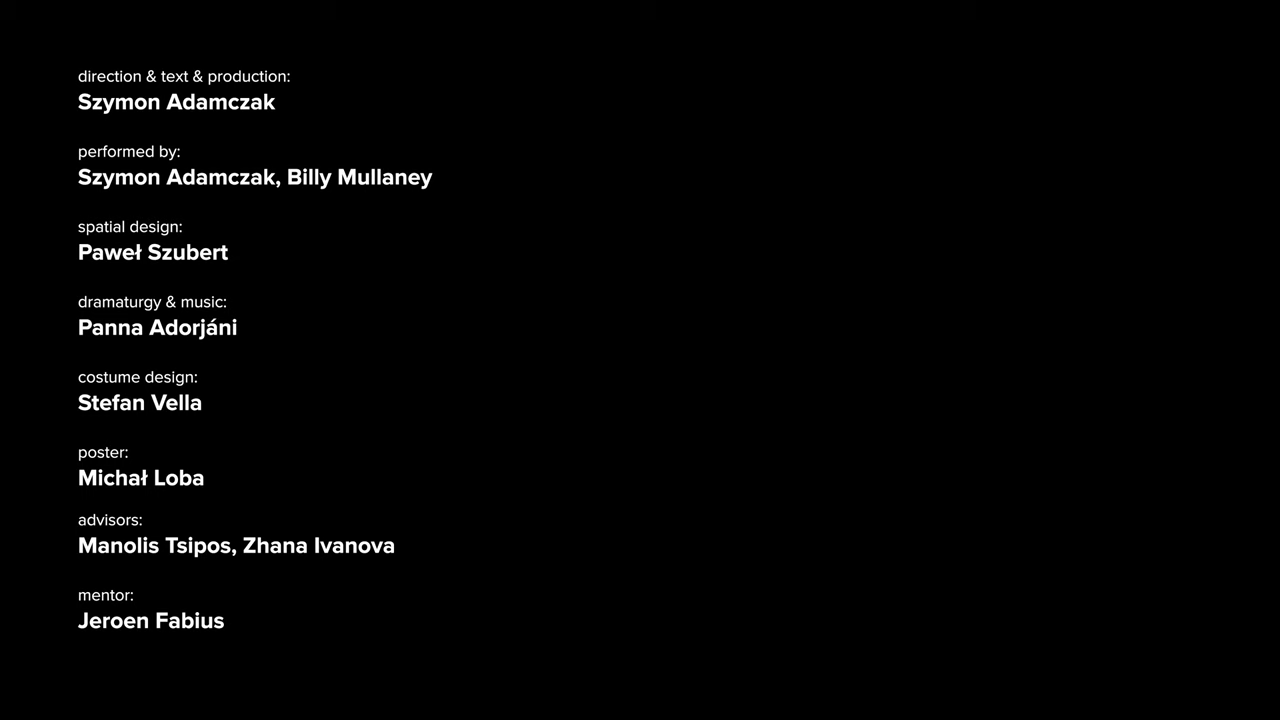 direction & text & production:
Szymon Adamczak
performed by:
Szymon Adamczak, Billy Mullaney
spatial design:
Paweł Szubert
dramaturgy & music:
Panna Adorjáni
costume design:
Stefan Vella
poster:
Michał Loba
advisors:
Manolis Tsipos, Zhana Ivanova
mentor:
Jeroen Fabius